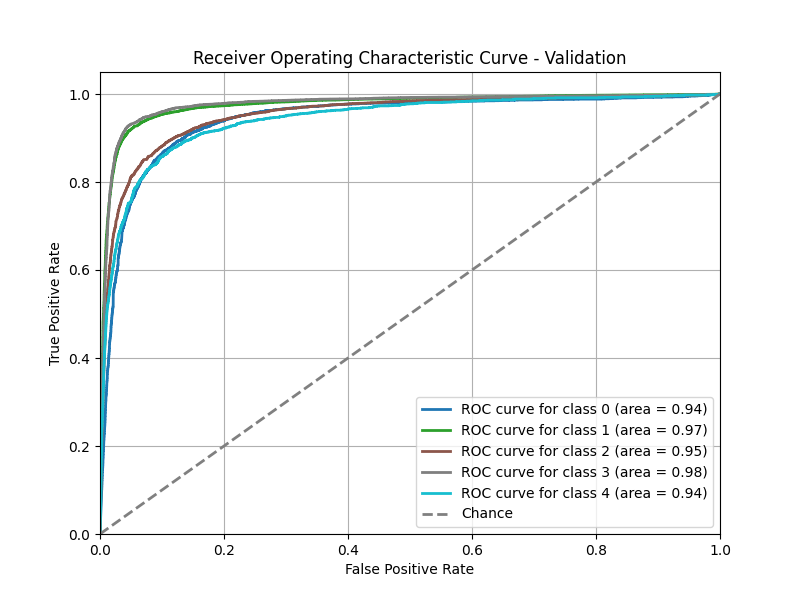 Receiver Operating Characteristic Curve - Validation
True Positive Rate
1.0
0.8
0.6
0.4
0.2
0.0
ROC curve for class 0 (area = 0.94)
ROC curve for class 1 (area = 0.97)
ROC curve for class 2 (area = 0.95)
ROC curve for class 3 (area = 0.98)
ROC curve for class 4 (area = 0.94)
Chance
0.0 0.2 0.4 0.6 0.8 1.0
False Positive Rate